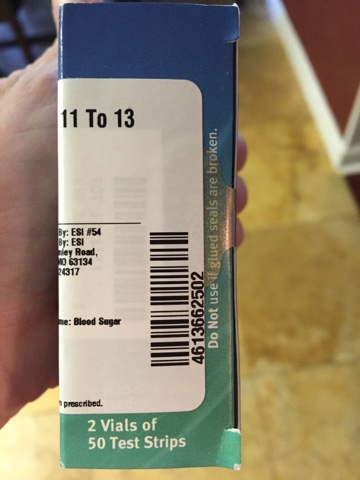 11 To 13
By: ESI #54
By: ESI
nley Road,
MO 63134
24317
me: Blood Sugar
prescribed.
4613662502
Do Not use if glued seals are broken.
2 Vials of
50 Test Strips